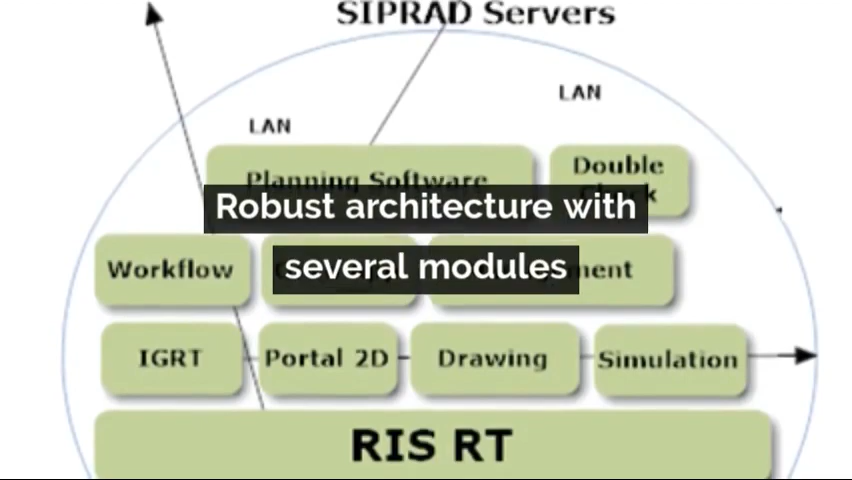 SIPRAD Servers
LAN
LAN
Planning Software
Double
Robust architecture with
several modules
Workflow
IGRT
Portal 2D
Drawing
Simulation
RIS RT